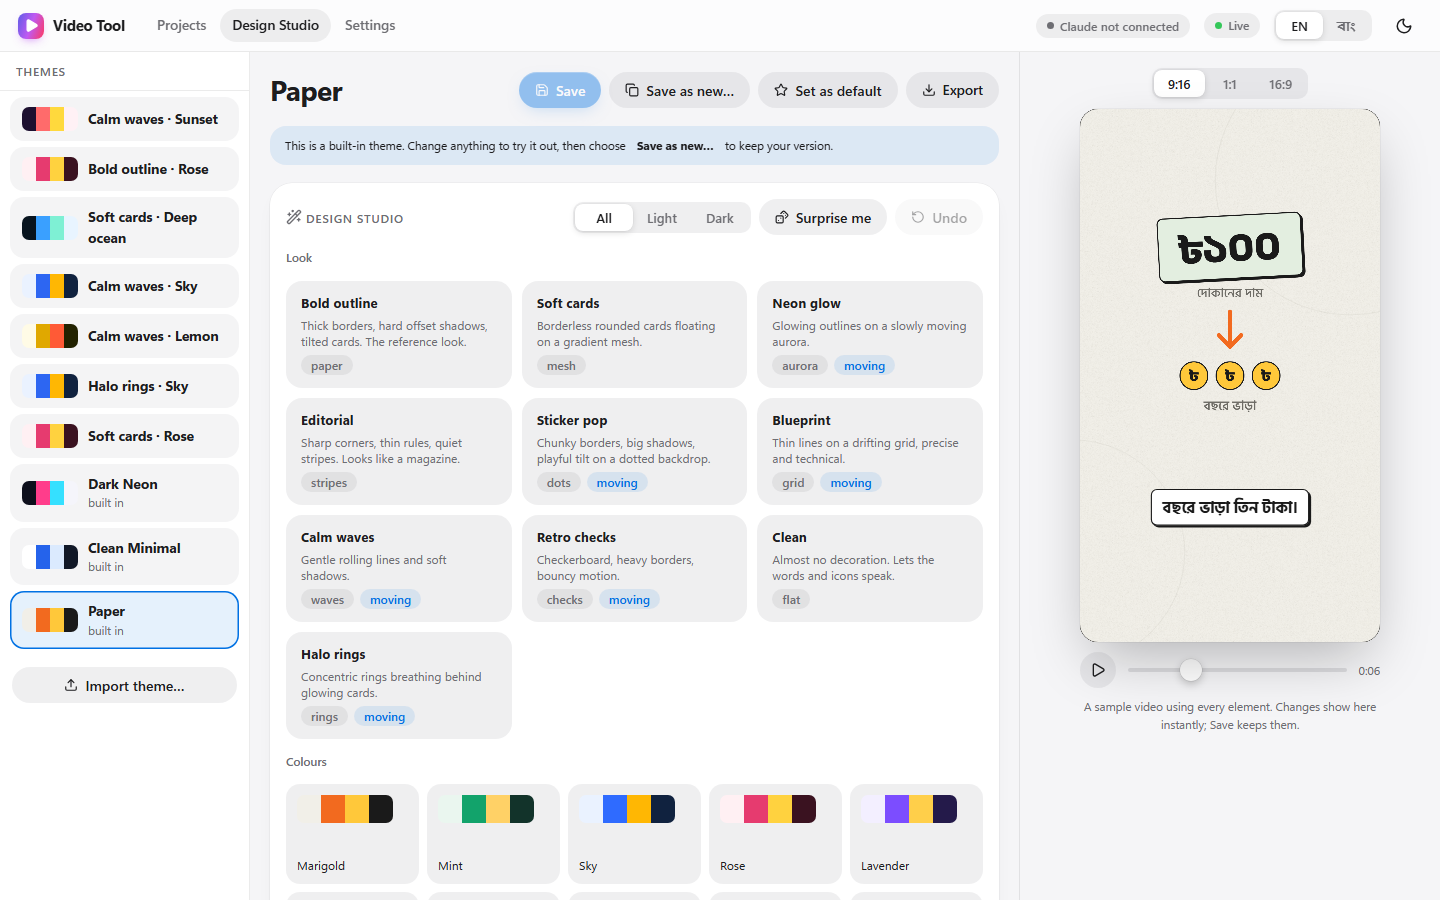 Video Tool
Projects
Design Studio
Settings
Claude not connected
Live
EN
বাং
THEMES
Calm waves · Sunset
Bold outline · Rose
Soft cards · Deep
ocean
Calm waves · Sky
Calm waves · Lemon
Halo rings · Sky
Soft cards · Rose
Dark Neon
built in
Clean Minimal
built in
Paper
built in
Import theme...
Paper
Save
Save as new...
Set as default
Export
This is a built-in theme. Change anything to try it out, then choose Save as new... to keep your version.
DESIGN STUDIO
All
Light
Dark
Surprise me
Undo
Look
Bold outline
Thick borders, hard offset shadows,
tilted cards. The reference look.
paper
Soft cards
Borderless rounded cards floating
on a gradient mesh.
mesh
Neon glow
Glowing outlines on a slowly moving
aurora.
aurora
moving
Editorial
Sharp corners, thin rules, quiet
stripes. Looks like a magazine.
stripes
Sticker pop
Chunky borders, big shadows,
playful tilt on a dotted backdrop.
dots
moving
Blueprint
Thin lines on a drifting grid, precise
and technical.
grid
moving
Calm waves
Gentle rolling lines and soft
shadows.
waves
moving
Retro checks
Checkerboard, heavy borders,
bouncy motion.
checks
moving
Clean
Almost no decoration. Lets the
words and icons speak.
flat
Halo rings
Concentric rings breathing behind
glowing cards.
rings
moving
Colours
Marigold
Mint
Sky
Rose
Lavender
9:16
1:1
16:9
৳১০০
দোকানের দাম
৳ ৳ ৳
বছরে ভাড়া
বছরে ভাড়া তিন টাকা।
0:06
A sample video using every element. Changes show here
instantly; Save keeps them.